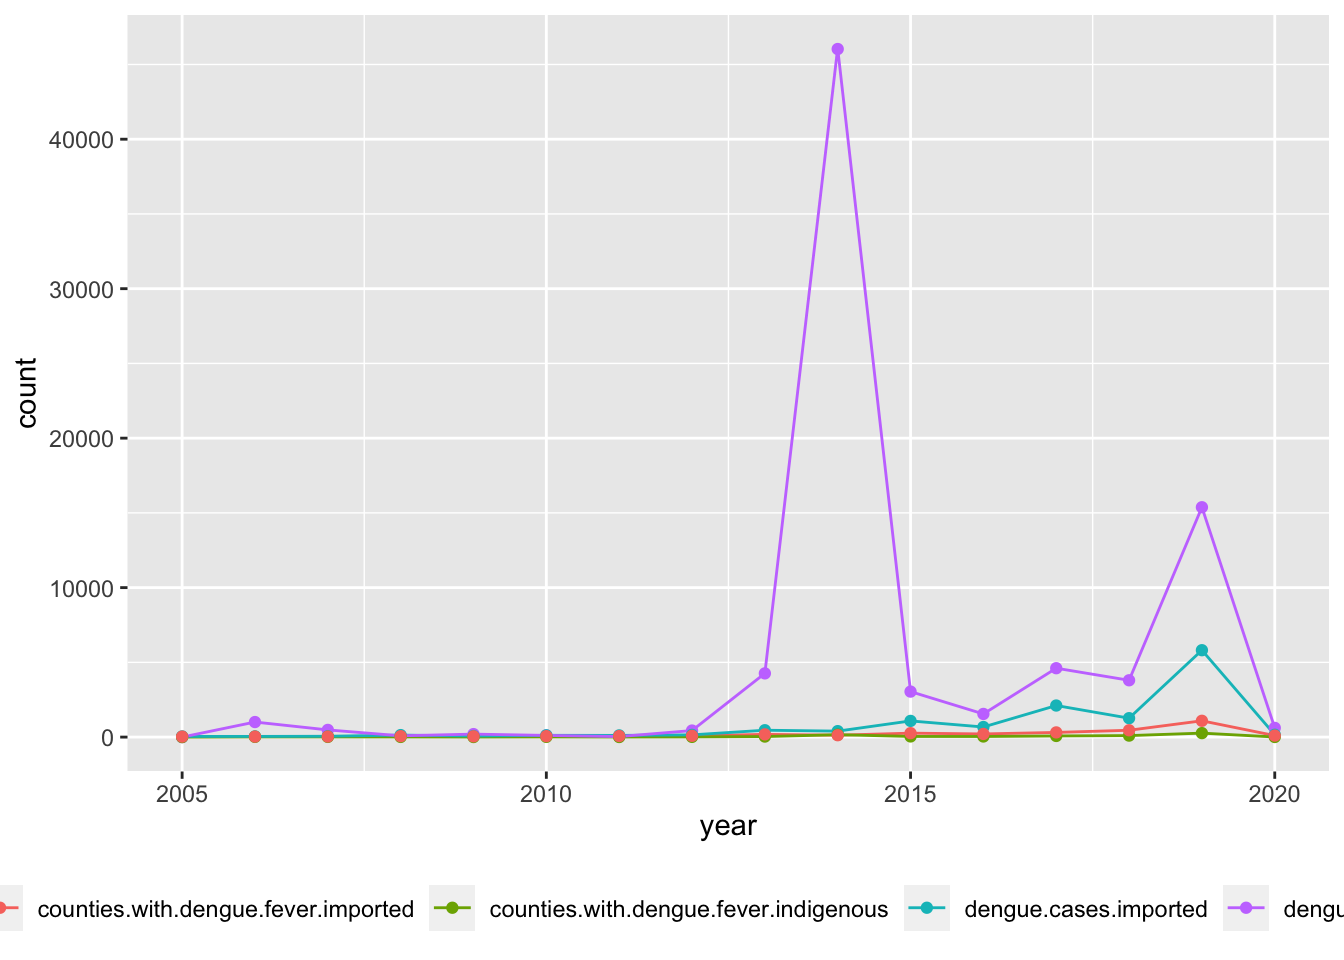 40000
30000
20000
10000
0
count
2005 2010 2015 2020
year
counties.with.dengue.fever.imported counties.with.dengue.fever.indigenous dengue.cases.imported dengu